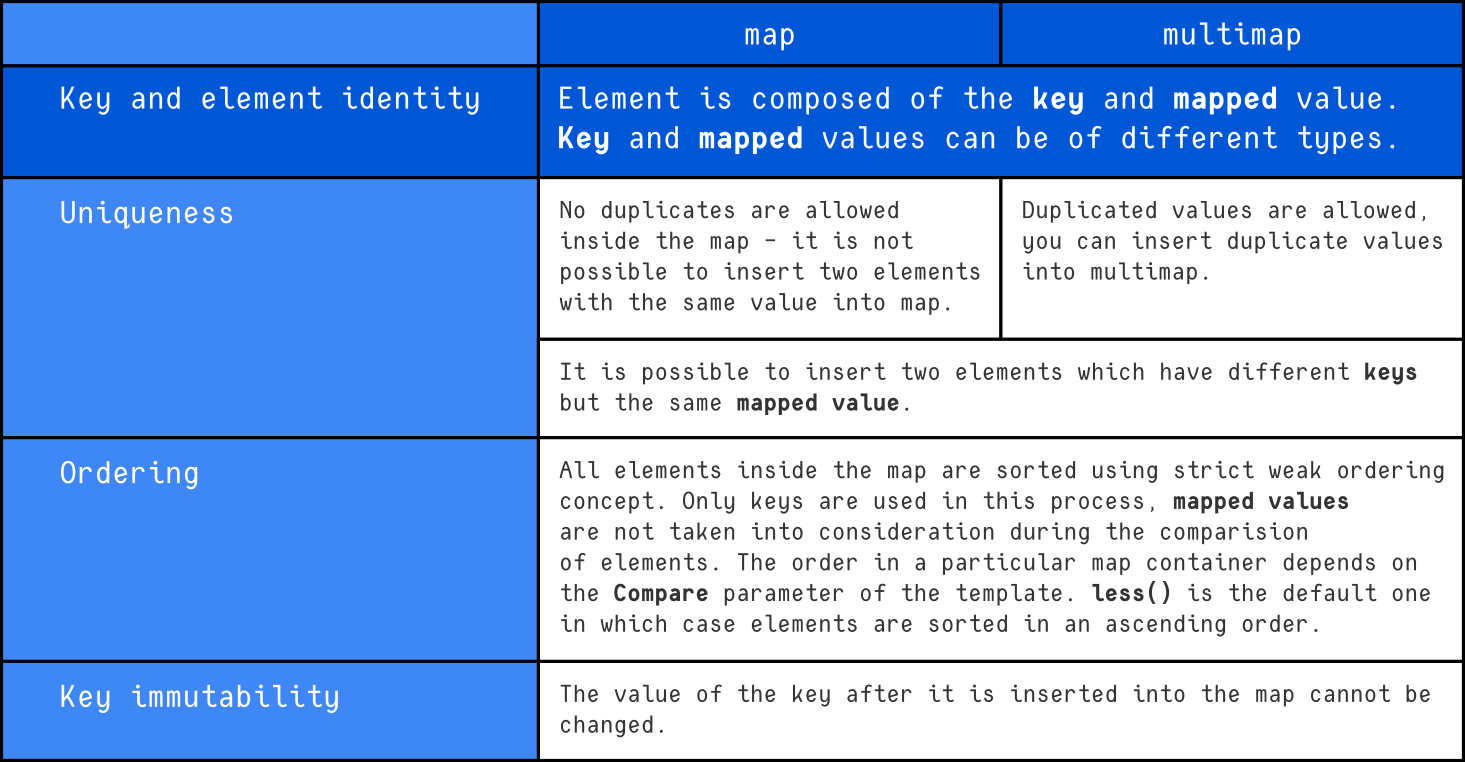 map
multimap
Key and element identity
Element is composed of the key and mapped value.
Key and mapped values can be of different types.
Uniqueness
No duplicates are allowed
inside the map – it is not
possible to insert two elements
with the same value into map.
Duplicated values are allowed,
you can insert duplicate values
into multimap.
It is possible to insert two elements which have different keys
but the same mapped value.
Ordering
All elements inside the map are sorted using strict weak ordering
concept. Only keys are used in this process, mapped values
are not taken into consideration during the comparision
of elements. The order in a particular map container depends on
the Compare parameter of the template. less() is the default one
in which case elements are sorted in an ascending order.
Key immutability
The value of the key after it is inserted into the map cannot be
changed.